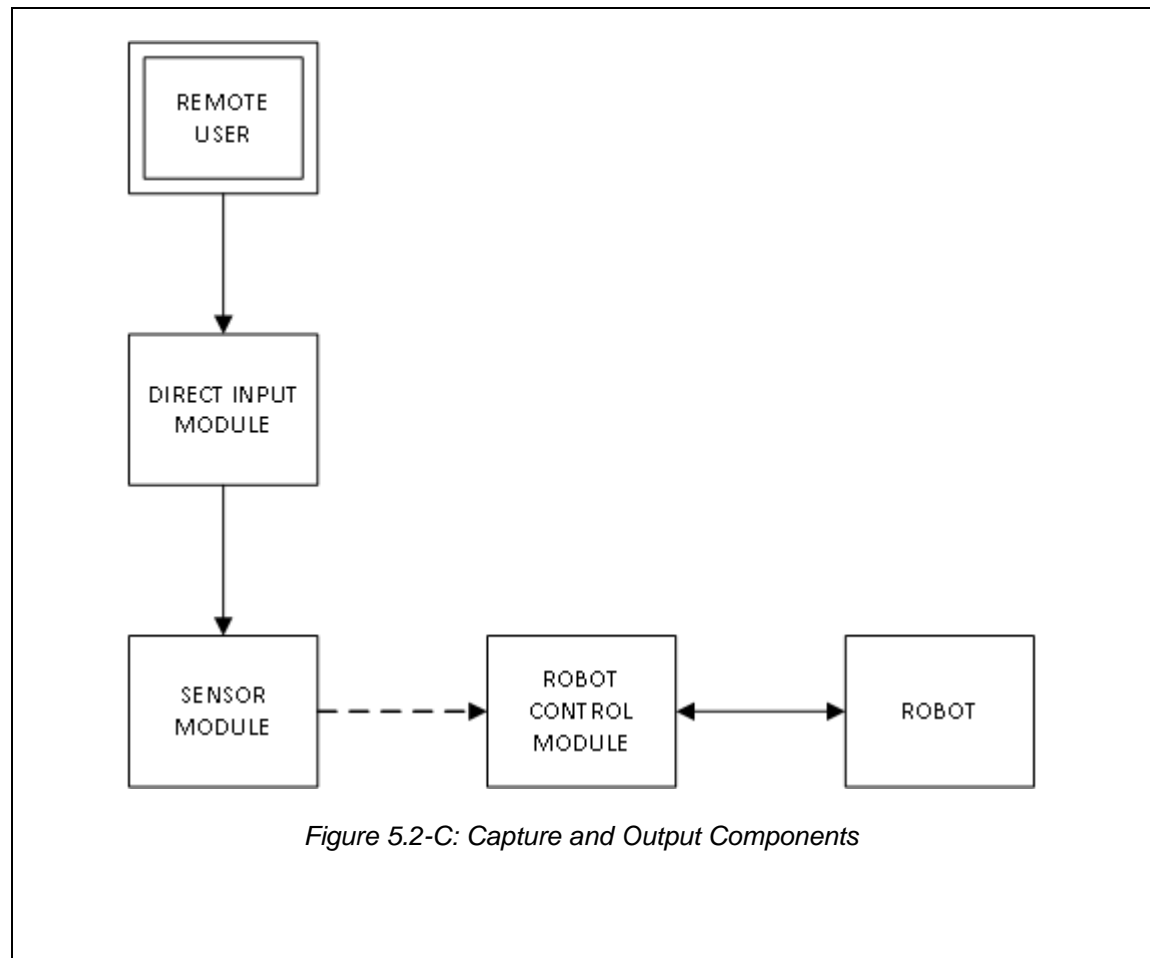 REMOTE
USER
DIRECT INPUT
MODULE
SENSOR
MODULE
ROBOT
CONTROL
MODULE
ROBOT
Figure 5.2-C: Capture and Output Components